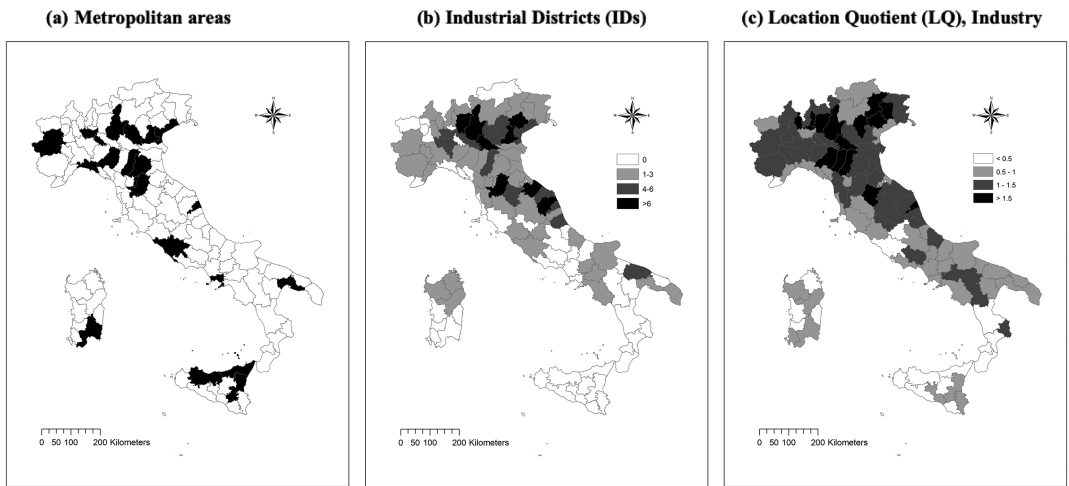 (a) Metropolitan areas
(b) Industrial Districts (IDs)
(c) Location Quotient (LQ), Industry
N
W E
S
0 50 100 200 Kilometers
N
W E
S
0
1-3
4-6
>6
0 50 100 200 Kilometers
N
W E
S
< 0.5
0.5 - 1
1 - 1.5
> 1.5
0 50 100 200 Kilometers